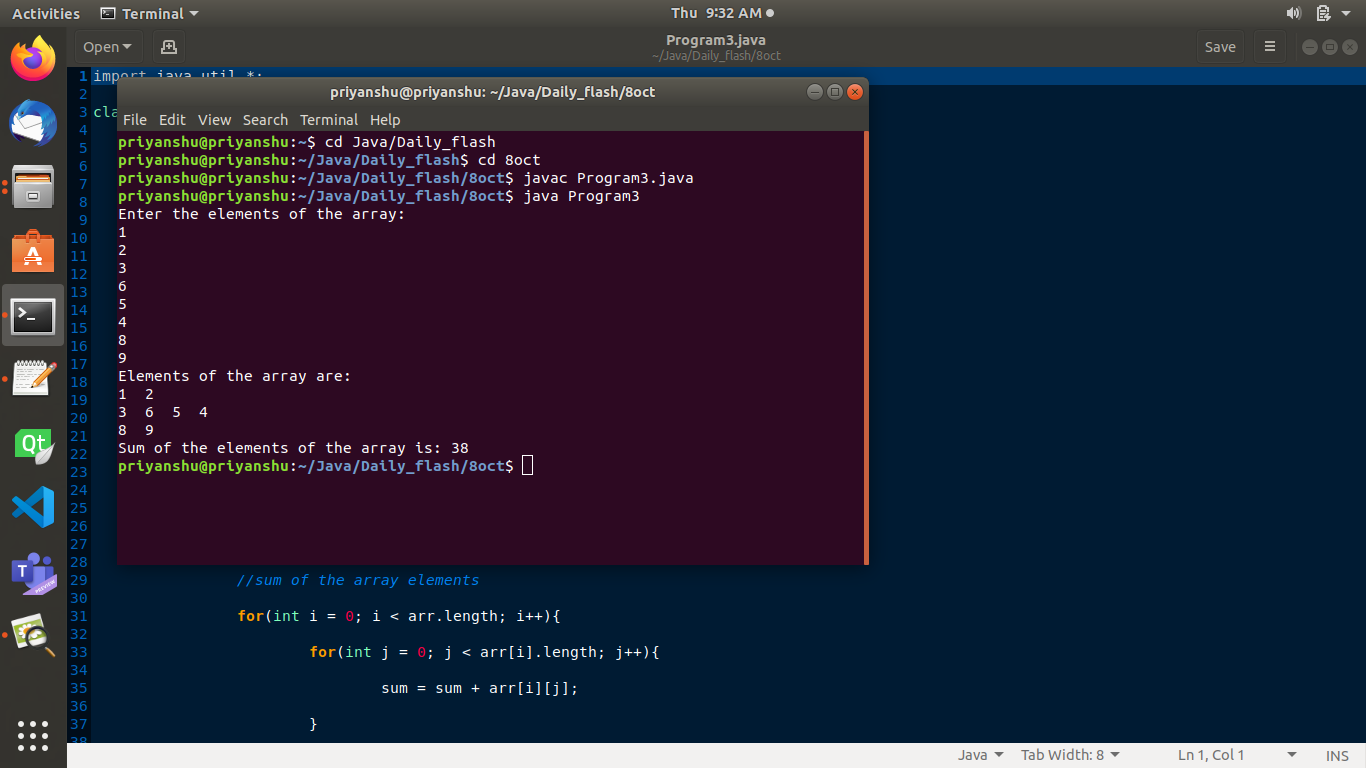 Activities Terminal Thu 9:32 AM
Open Program3.java Save
~/Java/Daily_flash/8oct
1 import java.util.*;
priyanshu@priyanshu: ~/Java/Daily_flash/8oct
File Edit View Search Terminal Help
priyanshu@priyanshu:~$ cd Java/Daily_flash
priyanshu@priyanshu:~/Java/Daily_flash$ cd 8oct
priyanshu@priyanshu:~/Java/Daily_flash/8oct$ javac Program3.java
priyanshu@priyanshu:~/Java/Daily_flash/8oct$ java Program3
Enter the elements of the array:
1
2
3
6
5
4
8
9
Elements of the array are:
1 2
3 6 5 4
8 9
Sum of the elements of the array is: 38
priyanshu@priyanshu:~/Java/Daily_flash/8oct$
2
3 cla
4
5
6
7
8
9
10
11
12
13
14
15
16
17
18
19
20
21
22
23
24
25
26
27
28
29 //sum of the array elements
30
31 for(int i = 0; i < arr.length; i++){
32
33 for(int j = 0; j < arr[i].length; j++){
34
35 sum = sum + arr[i][j];
36
37 }
38
A
Qt
T
PREVIEW
Java Tab Width: 8 Ln 1, Col 1 INS